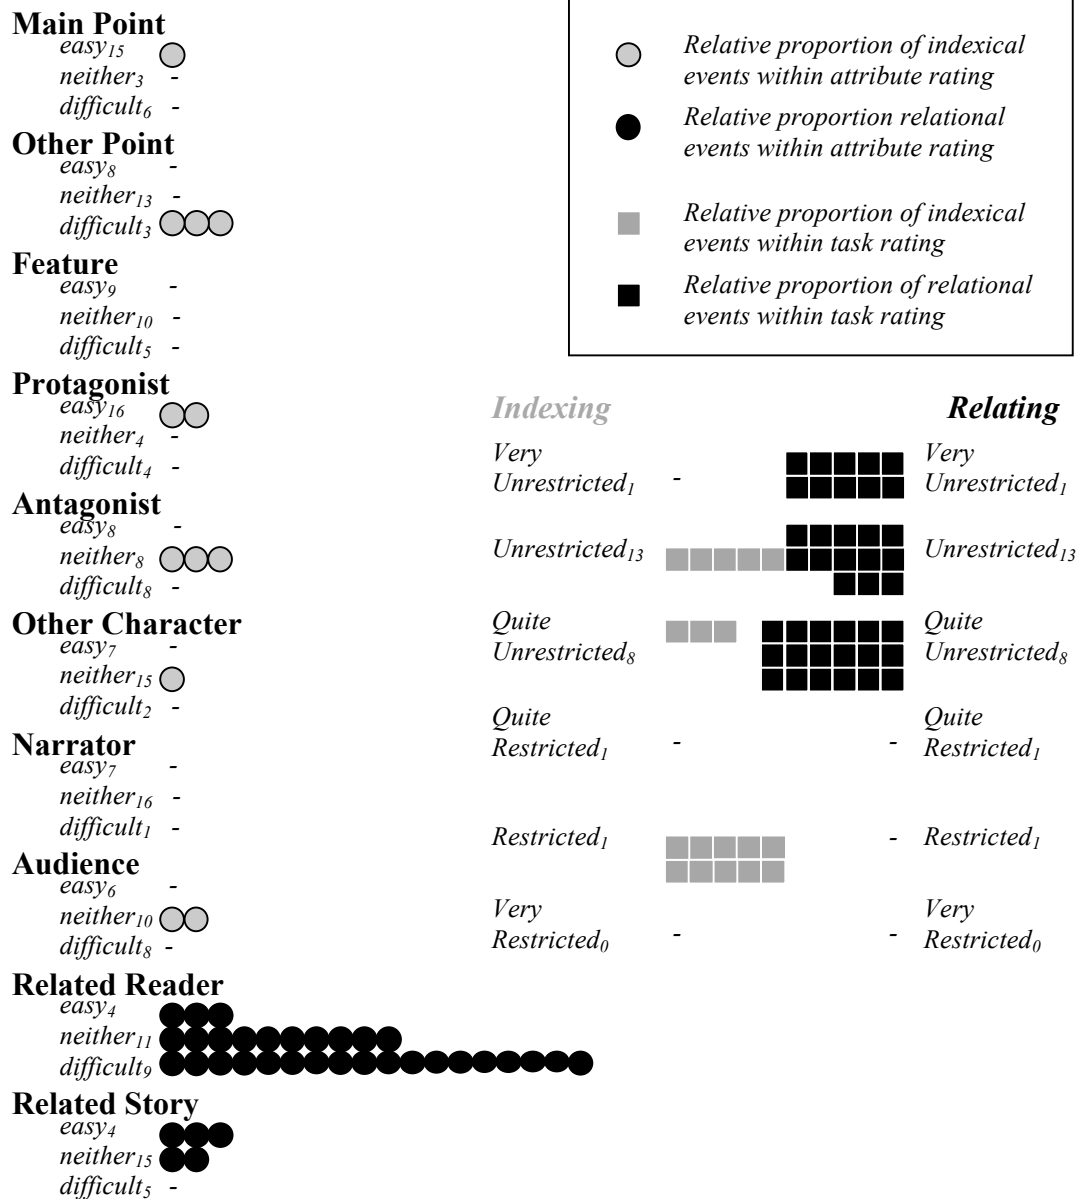 Main Point
easy15
neither3 -
difficult6 -
Other Point
easy8 -
neither13 -
difficult3
Feature
easy9 -
neither10 -
difficult5 -
Protagonist
easy16
neither4 -
difficult4 -
Antagonist
easy8 -
neither8
difficult8 -
Other Character
easy7 -
neither15
difficult2 -
Narrator
easy7 -
neither16 -
difficult1 -
Audience
easy6 -
neither10
difficult8 -
Related Reader
easy4
neither11
difficult9
Related Story
easy4
neither15
difficult5 -
Relative proportion of indexical
events within attribute rating
Relative proportion relational
events within attribute rating
Relative proportion of indexical
events within task rating
Relative proportion of relational
events within task rating
Indexing Relating
Very Very
Unrestricted1 - Unrestricted1
Unrestricted13 Unrestricted13
Quite Quite
Unrestricted8 Unrestricted8
Quite Quite
Restricted1 - - Restricted1
Restricted1 - Restricted1
Very Very
Restricted0 - - Restricted0